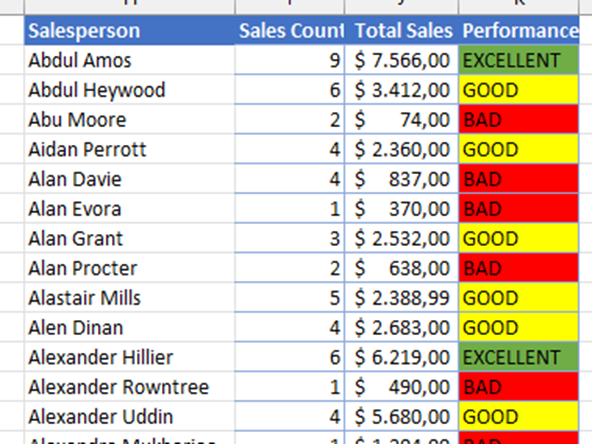 Salesperson Sales Count Total Sales Performance
Abdul Amos 9 $ 7.566,00 EXCELLENT
Abdul Heywood 6 $ 3.412,00 GOOD
Abu Moore 2 $ 74,00 BAD
Aidan Perrott 4 $ 2.360,00 GOOD
Alan Davie 4 $ 837,00 BAD
Alan Evora 1 $ 370,00 BAD
Alan Grant 3 $ 2.532,00 GOOD
Alan Procter 2 $ 638,00 BAD
Alastair Mills 5 $ 2.388,99 GOOD
Alen Dinan 4 $ 2.683,00 GOOD
Alexander Hillier 6 $ 6.219,00 EXCELLENT
Alexander Rowntree 1 $ 490,00 BAD
Alexander Uddin 4 $ 5.680,00 GOOD